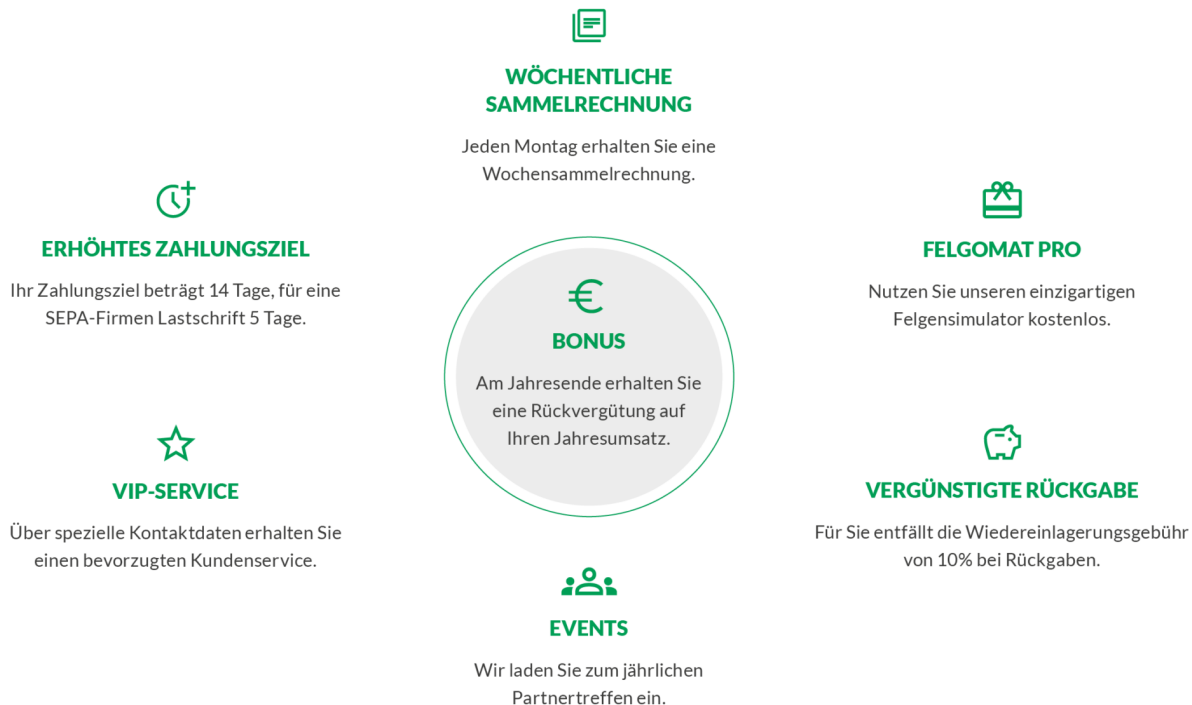 WÖCHENTLICHE
SAMMELRECHNUNG
Jeden Montag erhalten Sie eine
Wochensammelrechnung.
ERHÖHTES ZAHLUNGSZIEL
Ihr Zahlungsziel beträgt 14 Tage, für eine
SEPA-Firmen Lastschrift 5 Tage.
FELGOMAT PRO
Nutzen Sie unseren einzigartigen
Felgensimulator kostenlos.
€
BONUS
Am Jahresende erhalten Sie
eine Rückvergütung auf
Ihren Jahresumsatz.
VIP-SERVICE
Über spezielle Kontaktdaten erhalten Sie
einen bevorzugten Kundenservice.
VERGÜNSTIGTE RÜCKGABE
Für Sie entfällt die Wiedereinlagerungsgebühr
von 10% bei Rückgaben.
EVENTS
Wir laden Sie zum jährlichen
Partnertreffen ein.